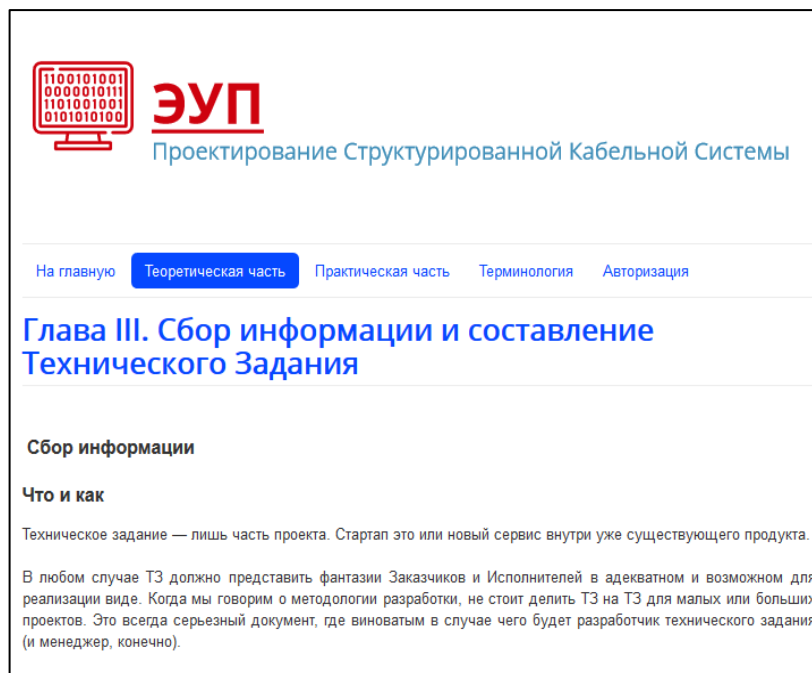 1100101001
0000010111
1101001001
0101010100
ЭУП
Проектирование Структурированной Кабельной Системы
На главную Теоретическая часть Практическая часть Терминология Авторизация
Глава III. Сбор информации и составление
Технического Задания
Сбор информации
Что и как
Техническое задание — лишь часть проекта. Стартап это или новый сервис внутри уже существующего продукта.
В любом случае ТЗ должно представить фантазии Заказчиков и Исполнителей в адекватном и возможном для
реализации виде. Когда мы говорим о методологии разработки, не стоит делить ТЗ на ТЗ для малых или больших
проектов. Это всегда серьезный документ, где виноватым в случае чего будет разработчик технического задания
(и менеджер, конечно).